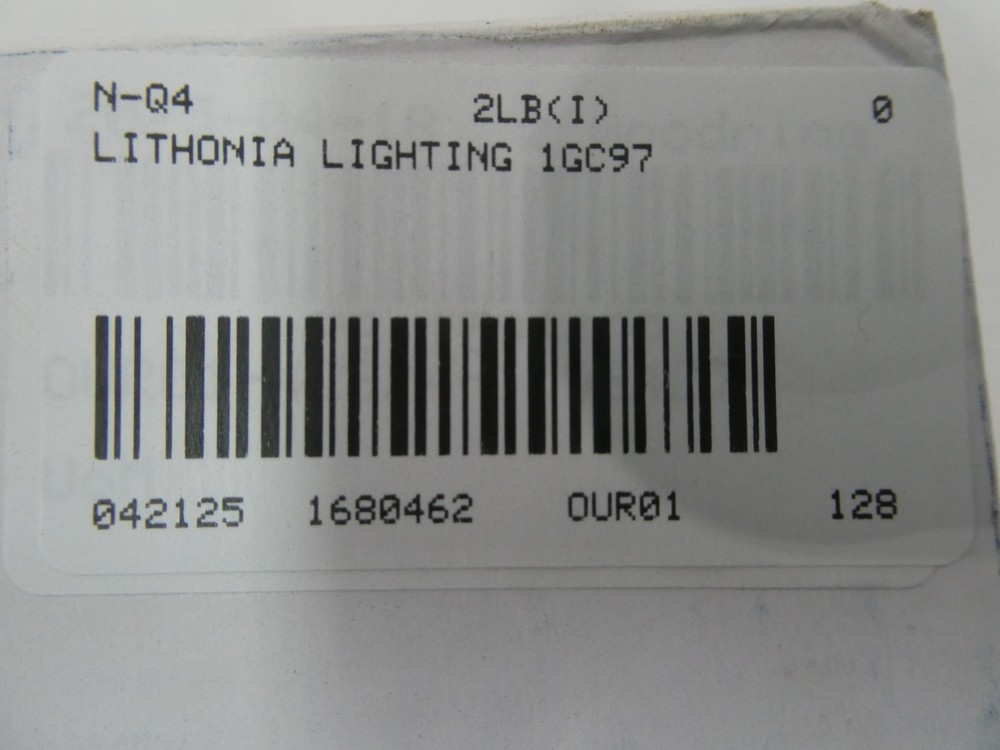 N-Q4 2LB(I) 0
LITHONIA LIGHTING 1GC97
042125 1680462 OUR01 128